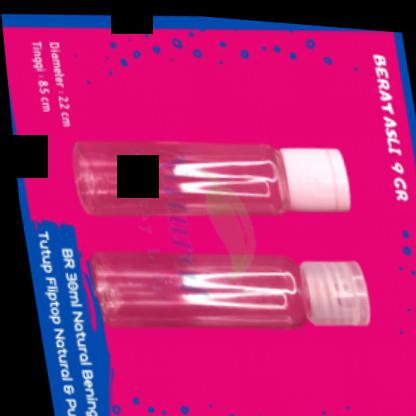 BERAT ASLI 9 GR
Diameter : 2.2 cm
Tinggi : 8.5 cm
BR 30ml Natural Bening
Tutup Fliptop Natural &